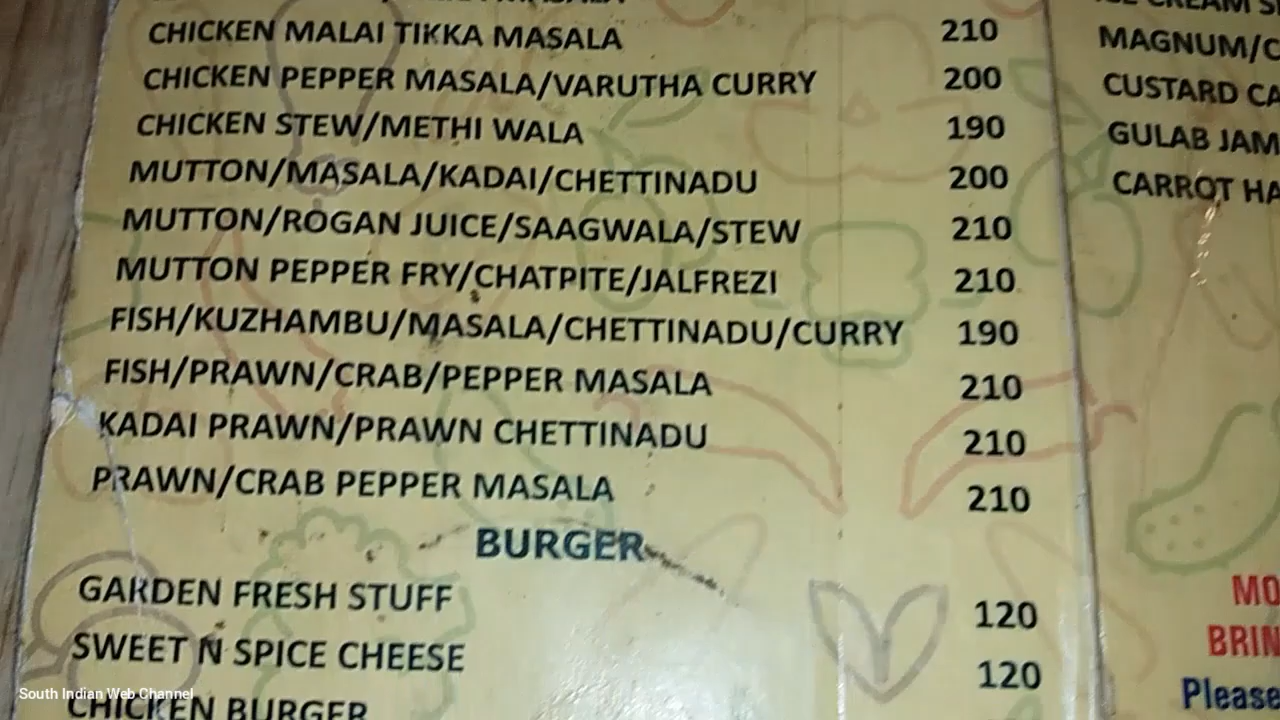 CHICKEN MALAI TIKKA MASALA 210
CHICKEN PEPPER MASALA/VARUTHA CURRY 200
CHICKEN STEW/METHI WALA 190
MUTTON/MASALA/KADAI/CHETTINADU 200
MUTTON/ROGAN JUICE/SAAGWALA/STEW 210
MUTTON PEPPER FRY/CHATPITE/JALFREZI 210
FISH/KUZHAMBU/MASALA/CHETTINADU/CURRY 190
FISH/PRAWN/CRAB/PEPPER MASALA 210
KADAI PRAWN/PRAWN CHETTINADU 210
PRAWN/CRAB PEPPER MASALA 210
BURGER
GARDEN FRESH STUFF 120
SWEET N SPICE CHEESE 120
CHICKEN BURGER
CREAM
MAGNUM/C
CUSTARD CA
GULAB JAM
CARROT HA
MO
BRIN
Please
South Indian Web Channel